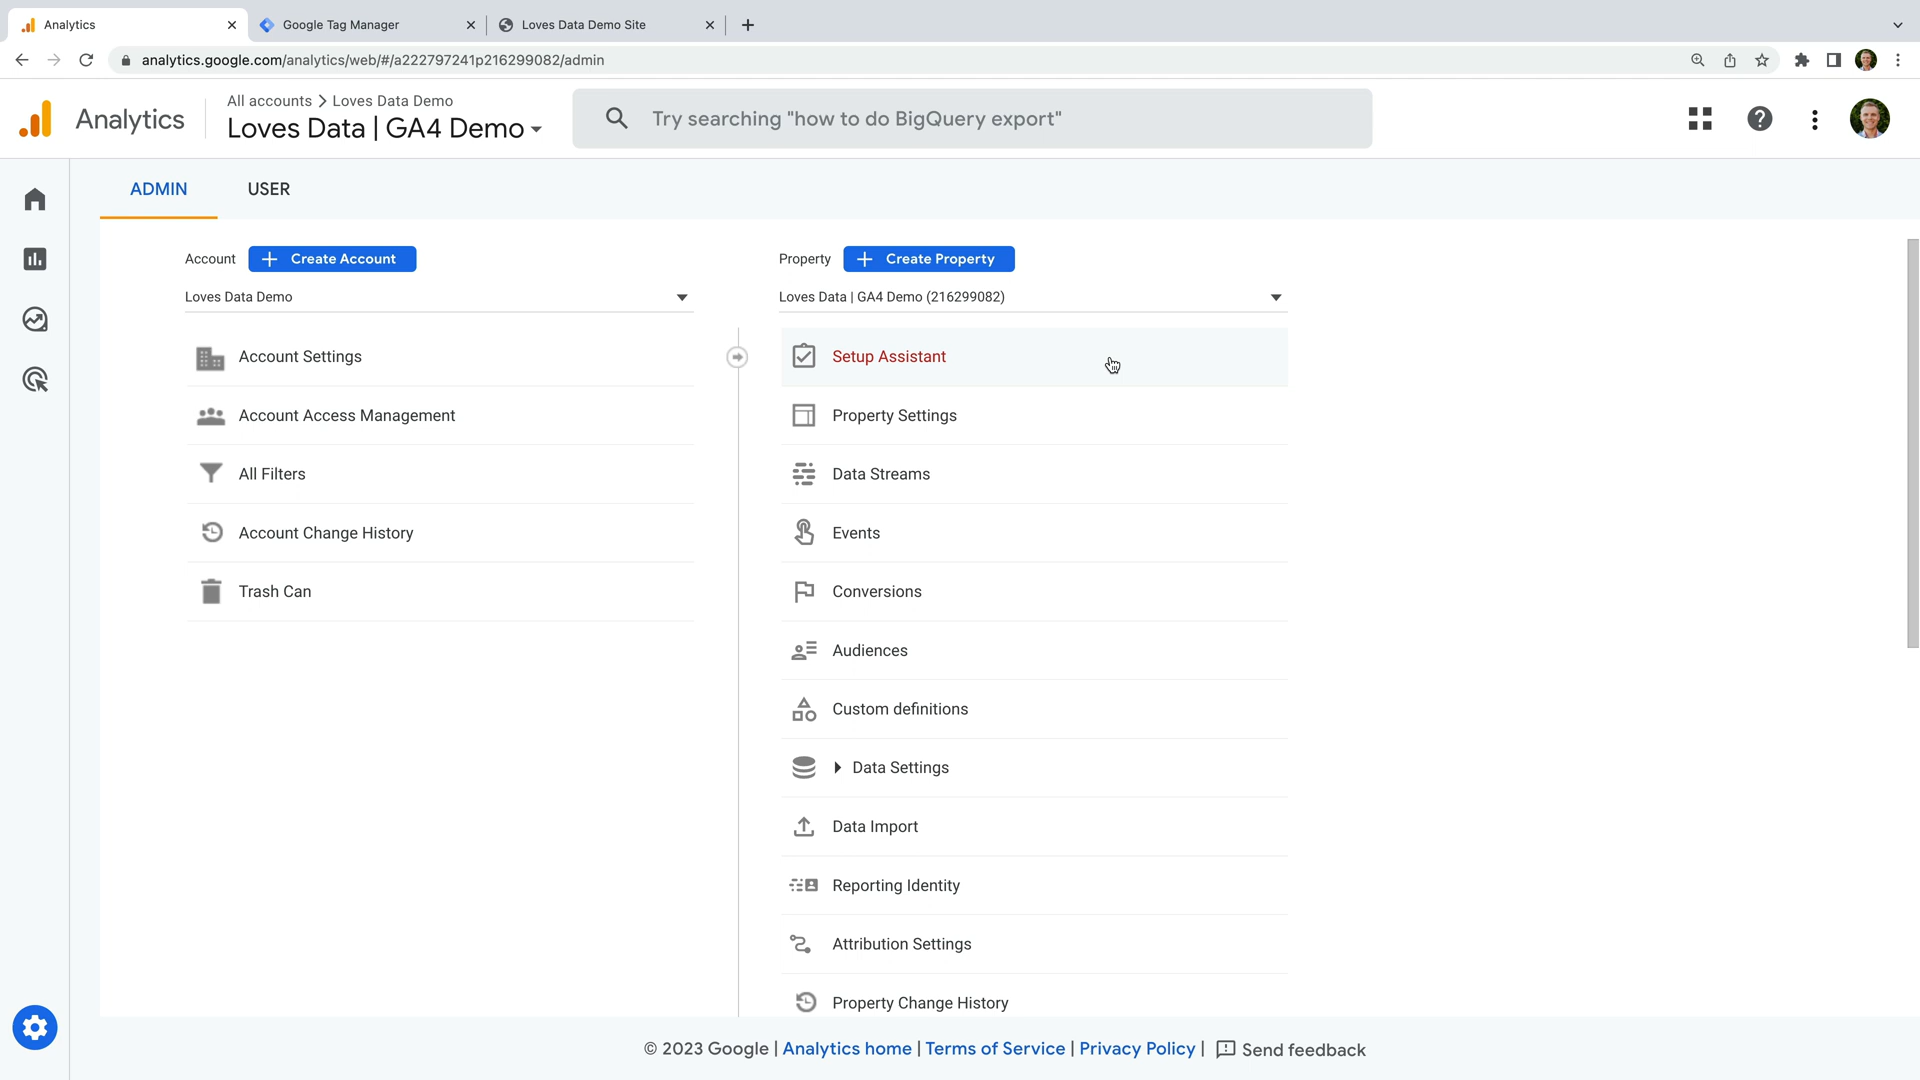 Analytics
Google Tag Manager
Loves Data Demo Site
analytics.google.com/analytics/web/#/a222797241p216299082/admin
Analytics
All accounts > Loves Data Demo
Loves Data | GA4 Demo
Try searching "how to do BigQuery export"
ADMIN
USER
Account
Create Account
Loves Data Demo
Account Settings
Account Access Management
All Filters
Account Change History
Trash Can
Property
Create Property
Loves Data | GA4 Demo (216299082)
Setup Assistant
Property Settings
Data Streams
Events
Conversions
Audiences
Custom definitions
Data Settings
Data Import
Reporting Identity
Attribution Settings
Property Change History
© 2023 Google | Analytics home | Terms of Service | Privacy Policy | Send feedback